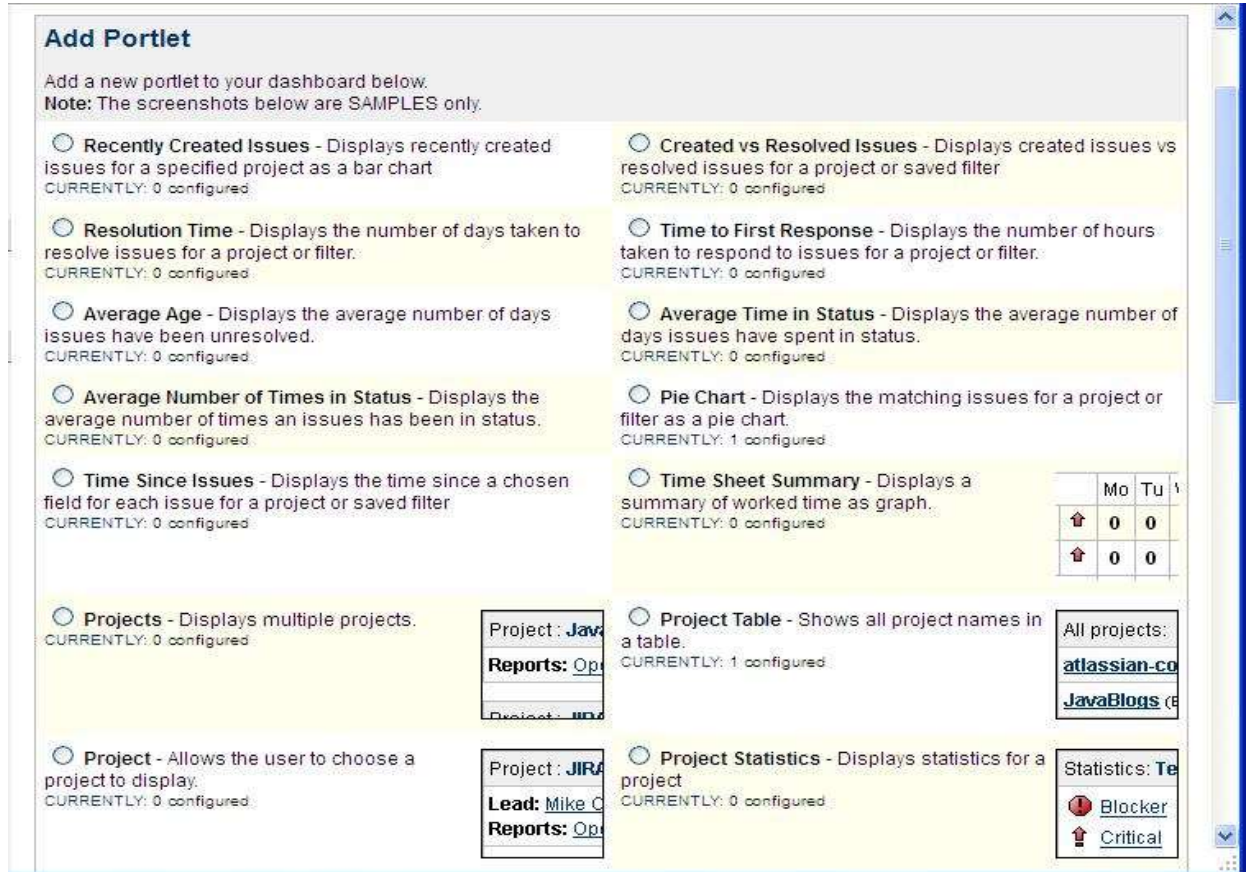 Add Portlet
Add a new portlet to your dashboard below.
Note: The screenshots below are SAMPLES only.
Recently Created Issues - Displays recently created
issues for a specified project as a bar chart
CURRENTLY: 0 configured
Created vs Resolved Issues - Displays created issues vs
resolved issues for a project or saved filter
CURRENTLY: 0 configured
Resolution Time - Displays the number of days taken to
resolve issues for a project or filter.
CURRENTLY: 0 configured
Time to First Response - Displays the number of hours
taken to respond to issues for a project or filter.
CURRENTLY: 0 configured
Average Age - Displays the average number of days
issues have been unresolved.
CURRENTLY: 0 configured
Average Time in Status - Displays the average number of
days issues have spent in status.
CURRENTLY: 0 configured
Average Number of Times in Status - Displays the
average number of times an issues has been in status.
CURRENTLY: 0 configured
Pie Chart - Displays the matching issues for a project or
filter as a pie chart.
CURRENTLY: 1 configured
Time Since Issues - Displays the time since a chosen
field for each issue for a project or saved filter
CURRENTLY: 0 configured
Time Sheet Summary - Displays a
summary of worked time as graph.
CURRENTLY: 0 configured
Mo Tu
0 0
0 0
Projects - Displays multiple projects.
CURRENTLY: 0 configured
Project : Java
Reports: Ope
Project : JIRA
Project Table - Shows all project names in
a table.
CURRENTLY: 1 configured
All projects:
atlassian-co
JavaBlogs
Project - Allows the user to choose a
project to display.
CURRENTLY: 0 configured
Project : JIRA
Lead: Mike C
Reports: Ope
Project Statistics - Displays statistics for a
project
CURRENTLY: 0 configured
Statistics: Te
Blocker
Critical